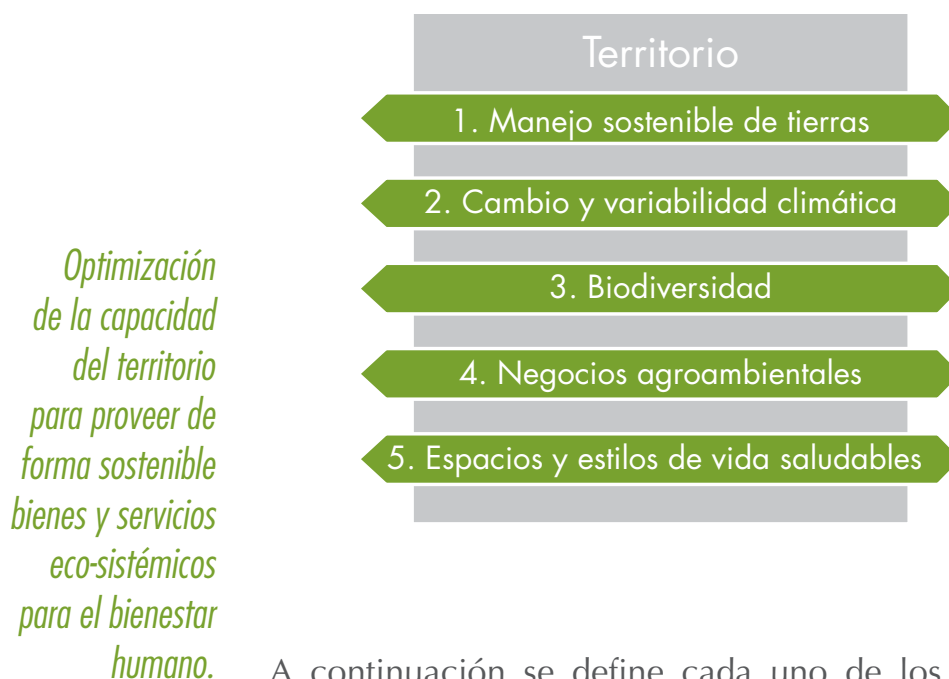 Territorio
1. Manejo sostenible de tierras
2. Cambio y variabilidad climática
3. Biodiversidad
4. Negocios agroambientales
5. Espacios y estilos de vida saludables
Optimización
de la capacidad
del territorio
para proveer de
forma sostenible
bienes y servicios
eco-sistémicos
para el bienestar
humano.
A continuación se define cada uno de los